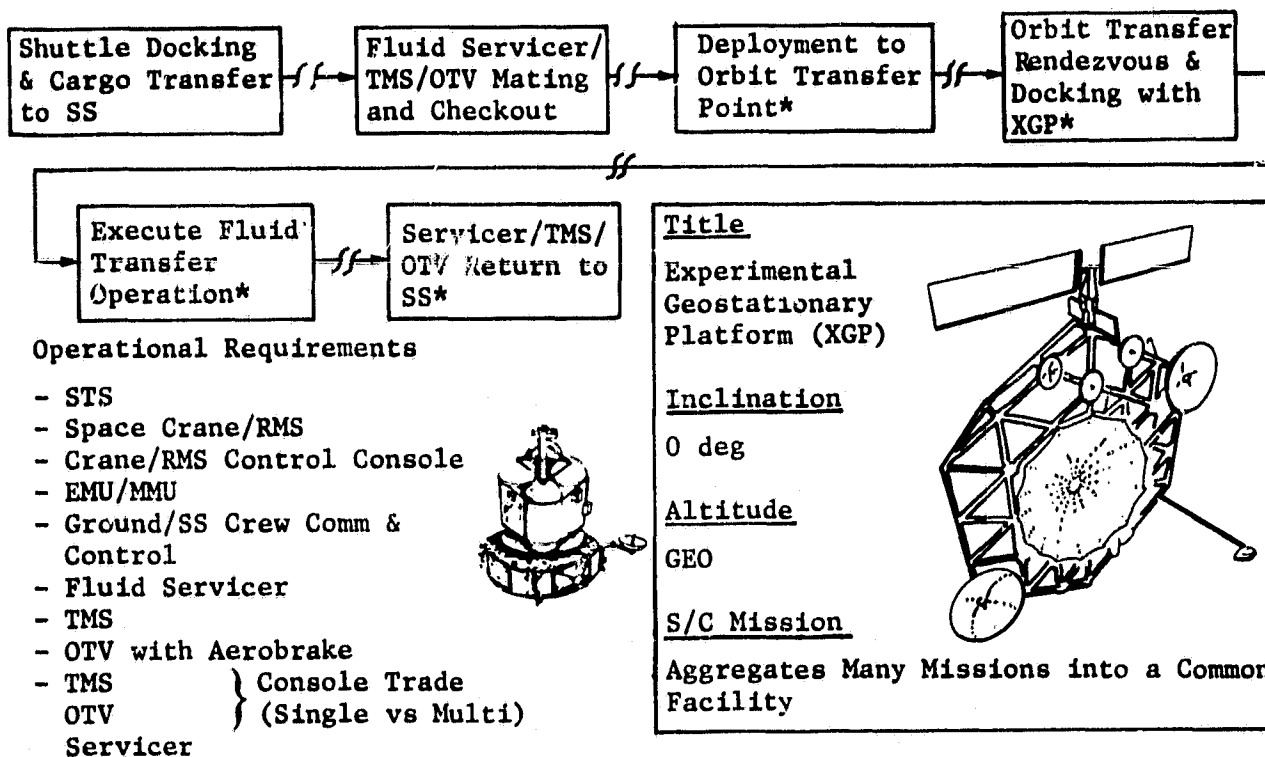 Shuttle Docking
& Cargo Transfer
to SS
Fluid Servicer/
TMS/OTV Mating
and Checkout
Deployment to
Orbit Transfer
Point*
Orbit Transfer
Rendezvous &
Docking with
XGP*
Execute Fluid
Transfer
Operation*
Servicer/TMS/
OTV Return to
SS*
Operational Requirements
- STS
- Space Crane/RMS
- Crane/RMS Control Console
- EMU/MMU
- Ground/SS Crew Comm &
Control
- Fluid Servicer
- TMS
- OTV with Aerobrake
- TMS } Console Trade
OTV (Single vs Multi)
Servicer
Title
Experimental
Geostationary
Platform (XGP)
Inclination
0 deg
Altitude
GEO
S/C Mission
Aggregates Many Missions into a Common
Facility